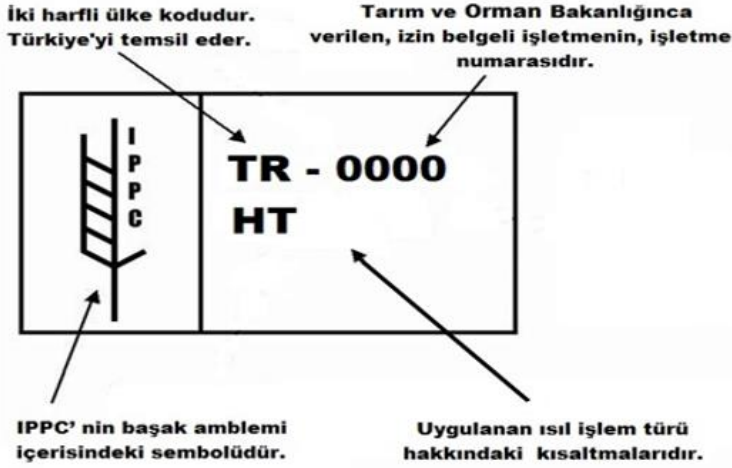 İki harfli ülke kodudur.
Türkiye'yi temsil eder.
Tarım ve Orman Bakanlığınca
verilen, izin belgeli işletmenin, işletme
numarasıdır.
I
P
P
C
TR - 0000
HT
IPPC' nin başak amblemi
içerisindeki sembolüdür.
Uygulanan ısıl işlem türü
hakkındaki kısaltmalarıdır.